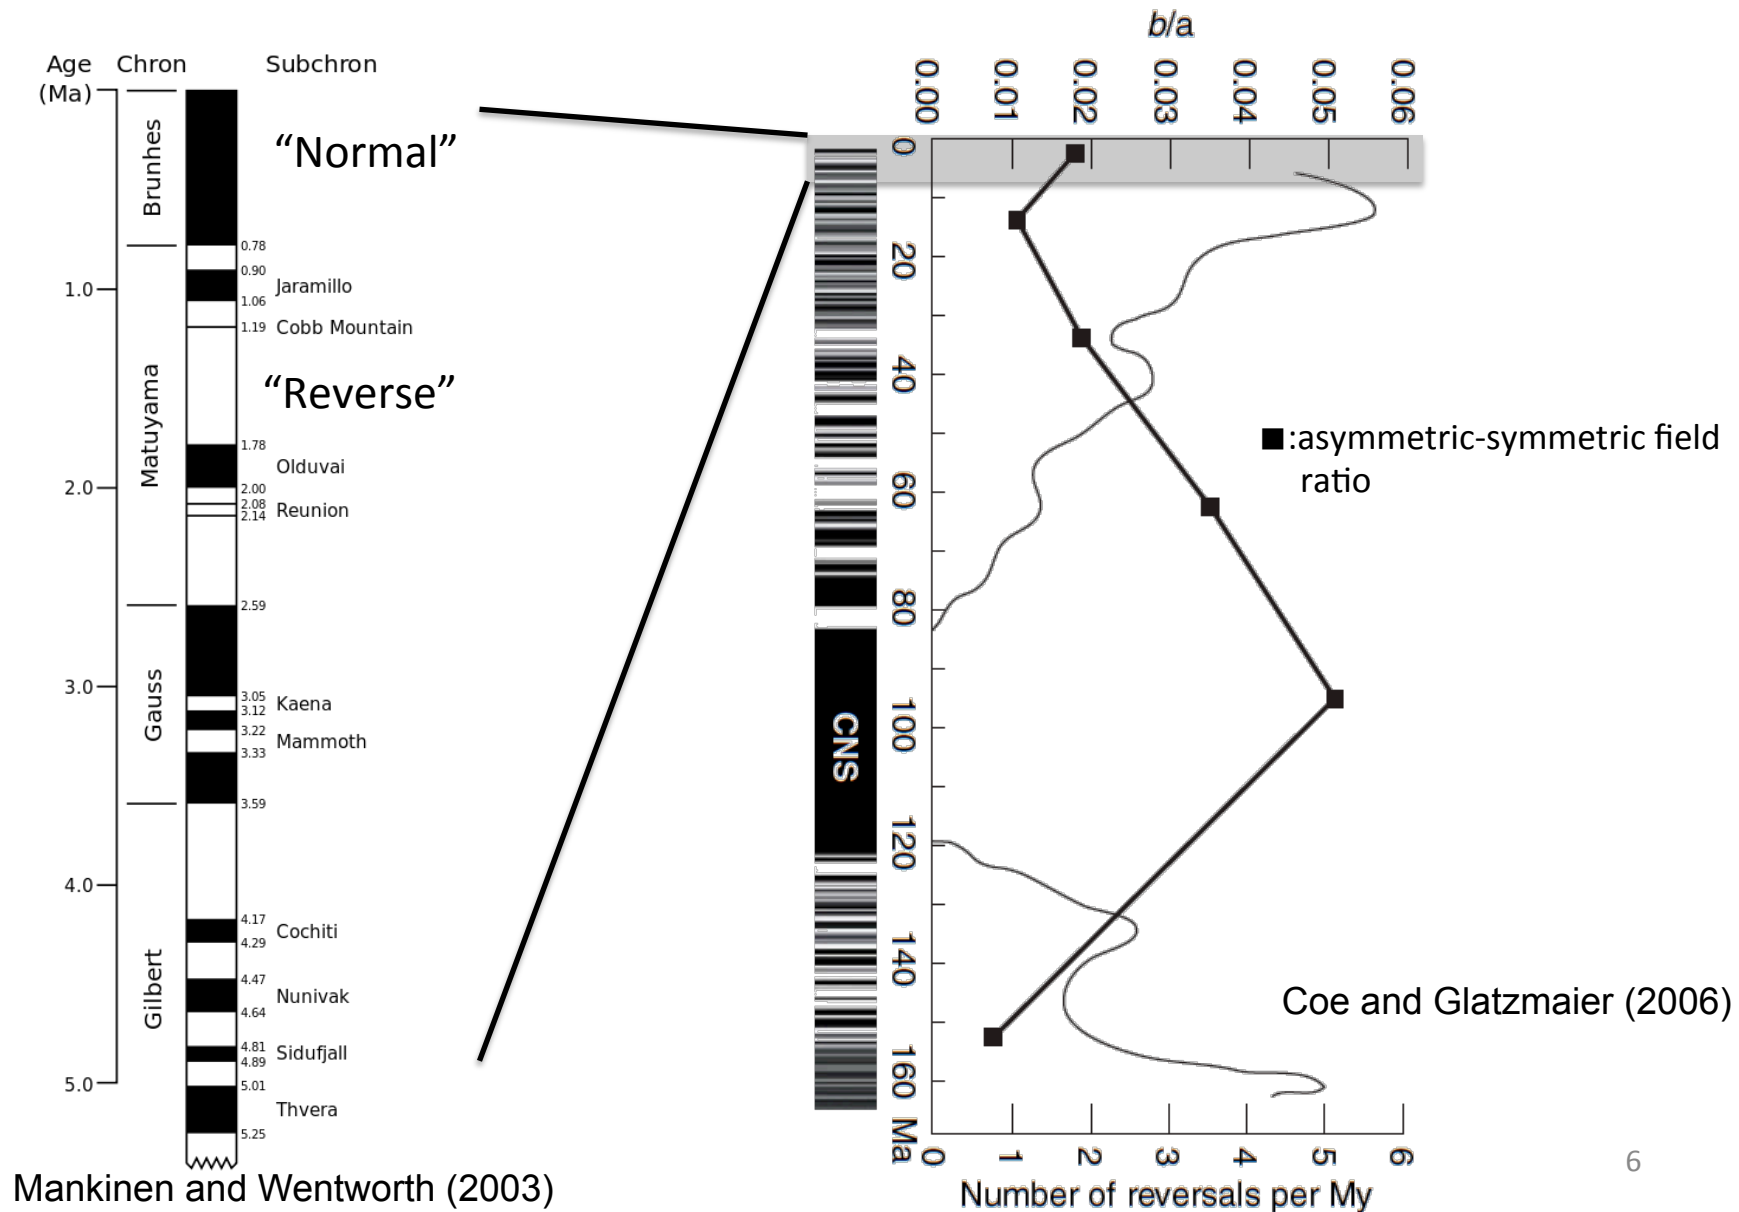 Age
(Ma)
Chron
Subchron
1.0
2.0
3.0
4.0
5.0
Brunhes
Matuyama
Gauss
Gilbert
“Normal”
0.78
0.90
Jaramillo
1.06
1.19 Cobb Mountain
“Reverse”
1.78
Olduvai
2.00
2.08
Reunion
2.14
2.59
3.05
Kaena
3.12
3.22
Mammoth
3.33
3.59
4.17
Cochiti
4.29
4.47
Nunivak
4.64
4.81
Sidufjall
4.89
5.01
Thvera
5.25
Mankinen and Wentworth (2003)
b/a
0.00 0.01 0.02 0.03 0.04 0.05 0.06
0
20
40
60
80
100
120
140
160
Ma
CNS
■:asymmetric-symmetric field
ratio
Coe and Glatzmaier (2006)
0 1 2 3 4 5 6
Number of reversals per My
6